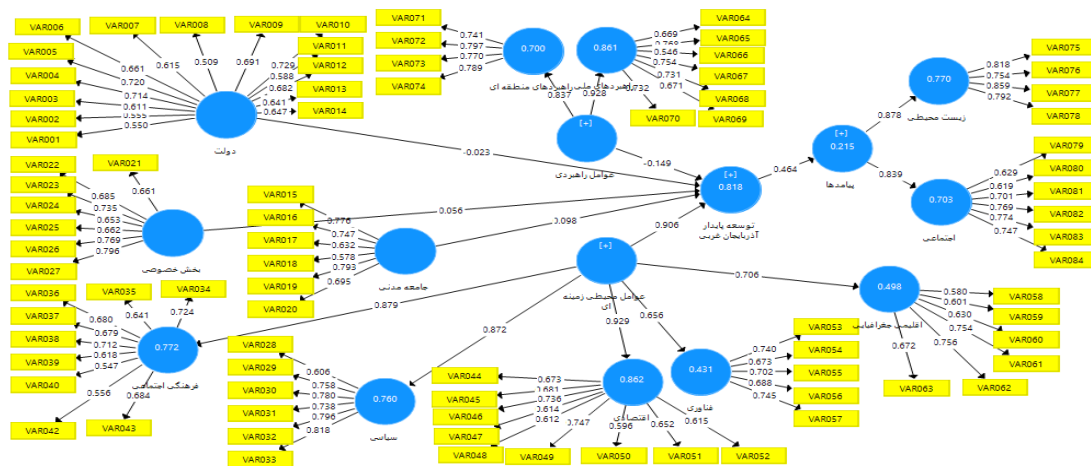 VAR006
VAR007
VAR008
VAR009
VAR010
VAR005
VAR011
VAR004
VAR012
VAR003
VAR013
VAR002
VAR014
VAR001
0.661
0.615
0.509
0.691
0.729
0.720
0.588
0.714
0.682
0.611
0.641
0.555
0.647
0.550
دولت
VAR071
VAR072
VAR073
VAR074
0.741
0.797
0.770
0.789
0.700
راهبردهای منطقه ای
0.861
راهبردهای ملی
VAR064
VAR065
VAR066
VAR067
VAR068
VAR069
VAR070
0.669
0.768
0.546
0.754
0.731
0.671
0.732
0.837
0.928
[+]
عوامل راهبردی
-0.023
-0.149
VAR075
VAR076
VAR077
VAR078
0.818
0.754
0.859
0.792
0.770
زیست محیطی
0.878
[+]
0.215
پیامدها
0.464
0.839
VAR079
VAR080
VAR081
VAR082
VAR083
VAR084
0.629
0.619
0.701
0.769
0.774
0.747
0.703
اجتماعی
[+]
0.818
توسعه پایدار
آذربایجان غربی
VAR021
VAR022
VAR023
VAR024
VAR025
VAR026
VAR027
0.661
0.685
0.735
0.653
0.662
0.769
0.796
بخش خصوصی
0.056
VAR015
VAR016
VAR017
VAR018
VAR019
VAR020
0.776
0.747
0.632
0.578
0.793
0.695
جامعه مدنی
0.098
0.906
[+]
عوامل محیطی زمینه
ای
0.879
0.872
0.929
0.656
0.706
VAR034
VAR035
VAR036
VAR037
VAR038
VAR039
VAR040
VAR042
VAR043
0.724
0.641
0.680
0.679
0.712
0.618
0.547
0.556
0.684
0.772
فرهنگی اجتماعی
VAR028
VAR029
VAR030
VAR031
VAR032
VAR033
0.606
0.758
0.780
0.738
0.796
0.818
0.760
سیاسی
VAR044
VAR045
VAR046
VAR047
VAR048
VAR049
VAR050
VAR051
VAR052
0.673
0.681
0.736
0.614
0.612
0.747
0.596
0.652
0.615
0.862
اقتصادی
VAR053
VAR054
VAR055
VAR056
VAR057
0.740
0.673
0.702
0.688
0.745
0.431
فناوری
0.498
اقلیمی جغرافیایی
VAR058
VAR059
VAR060
VAR061
VAR062
VAR063
0.580
0.601
0.630
0.754
0.756
0.672